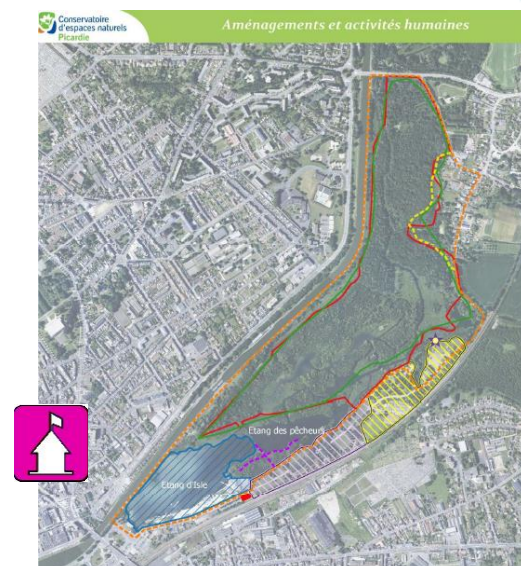 Conservatoire
d'espaces naturels
Picardie
Aménagements et activités humaines
Etang des pêcheurs
Etang d'Isle